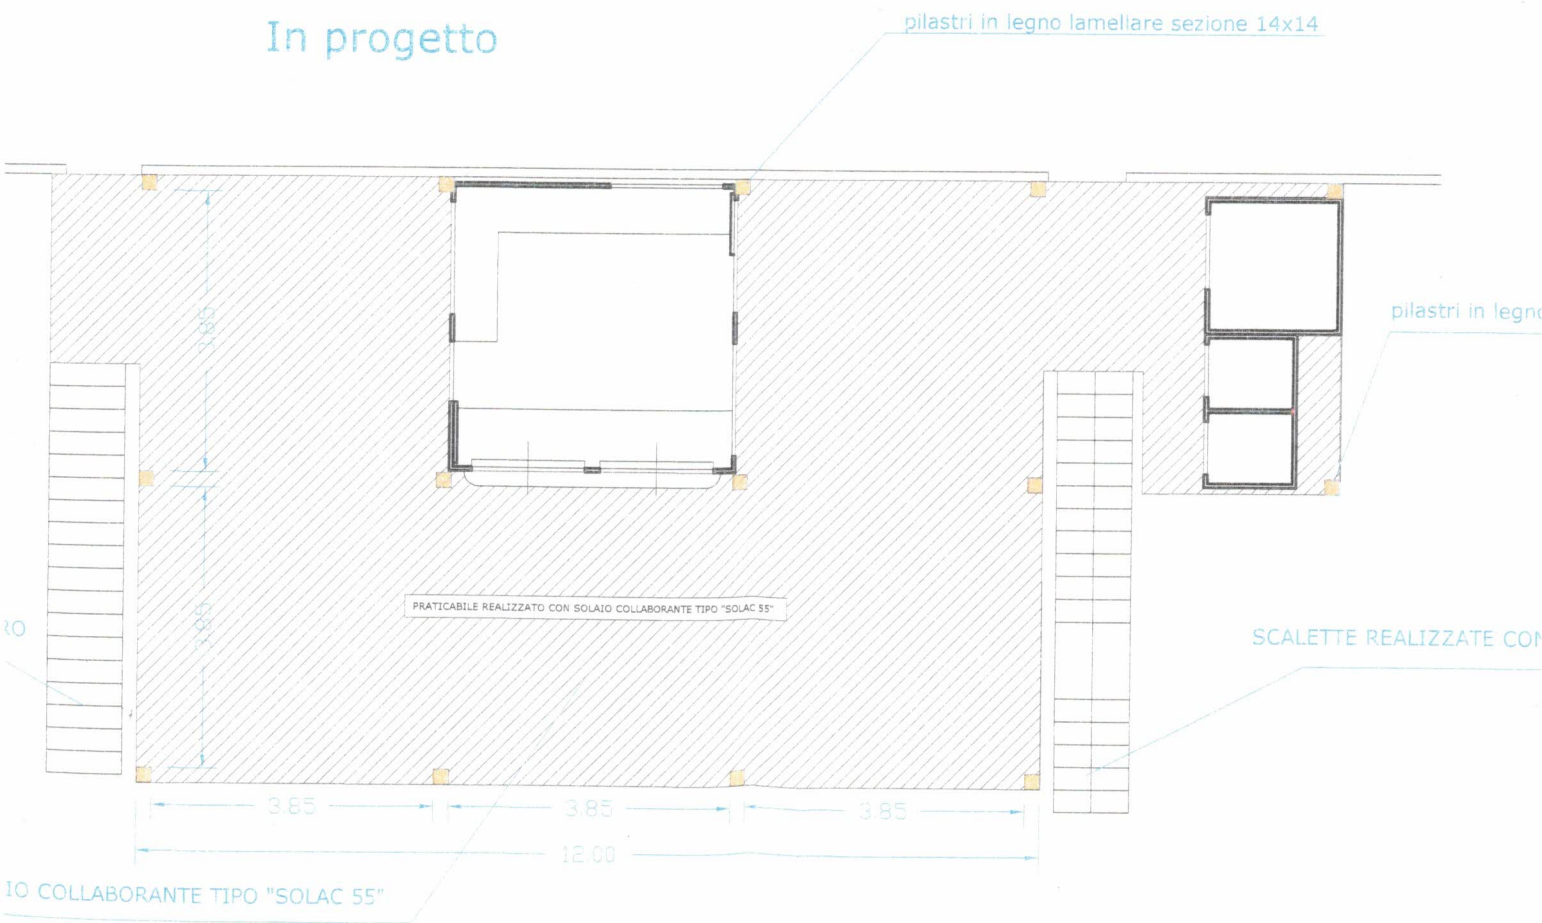 In progetto
pilastri in legno lamellare sezione 14x14
3.85
pilastri in legno
3.85
PRATICABILE REALIZZATO CON SOLAIO COLLABORANTE TIPO "SOLAC 55"
RO
SCALETTE REALIZZATE CON
3.85
3.85
3.85
12.00
IO COLLABORANTE TIPO "SOLAC 55"